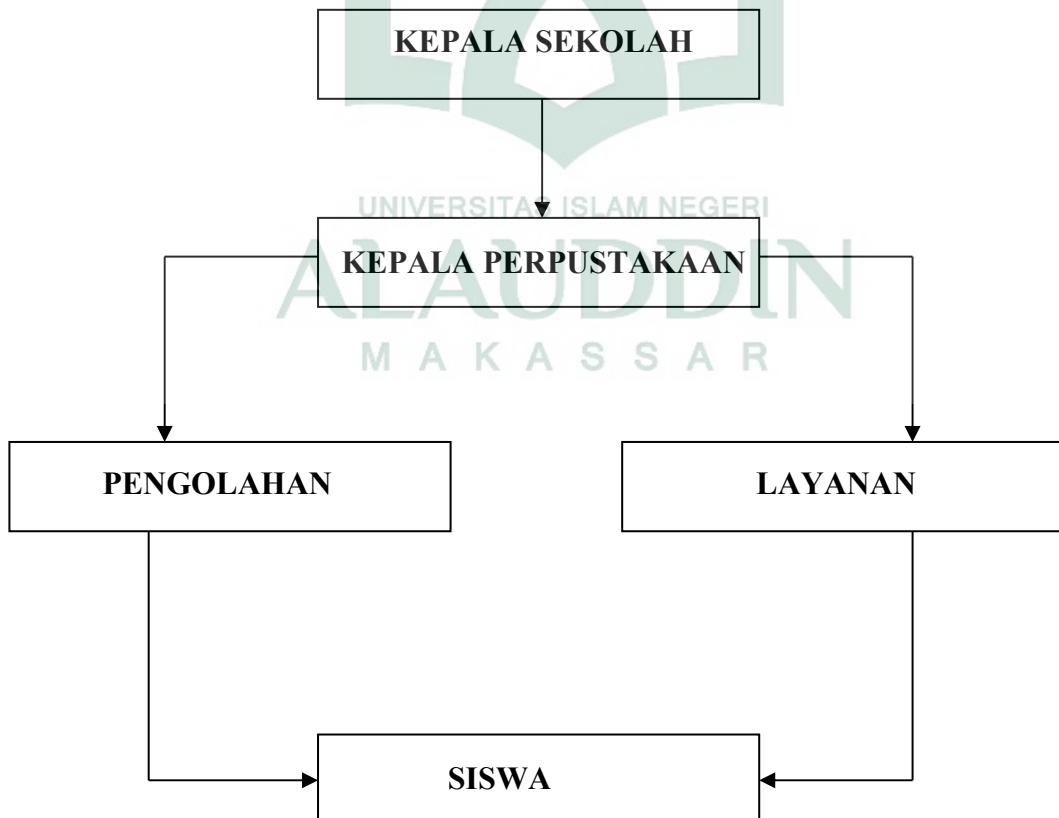 KEPALA SEKOLAH
UNIVERSITAS ISLAM NEGERI
KEPALA PERPUSTAKAAN
ALAUDDIN
MAKASSAR
PENGOLAHAN
LAYANAN
SISWA